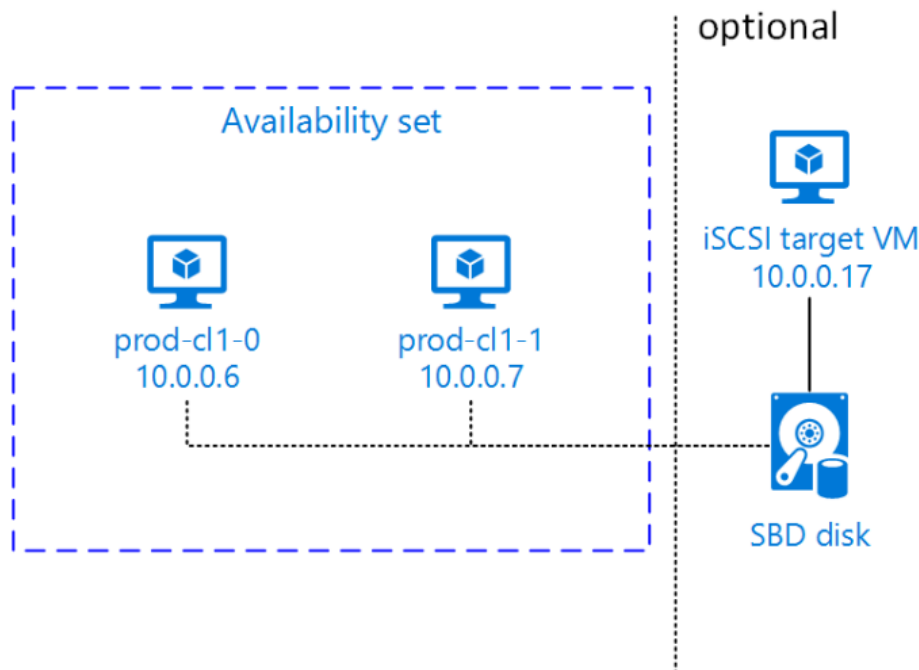 optional
Availability set
iSCSI target VM
10.0.0.17
prod-cl1-0
10.0.0.6
prod-cl1-1
10.0.0.7
SBD disk